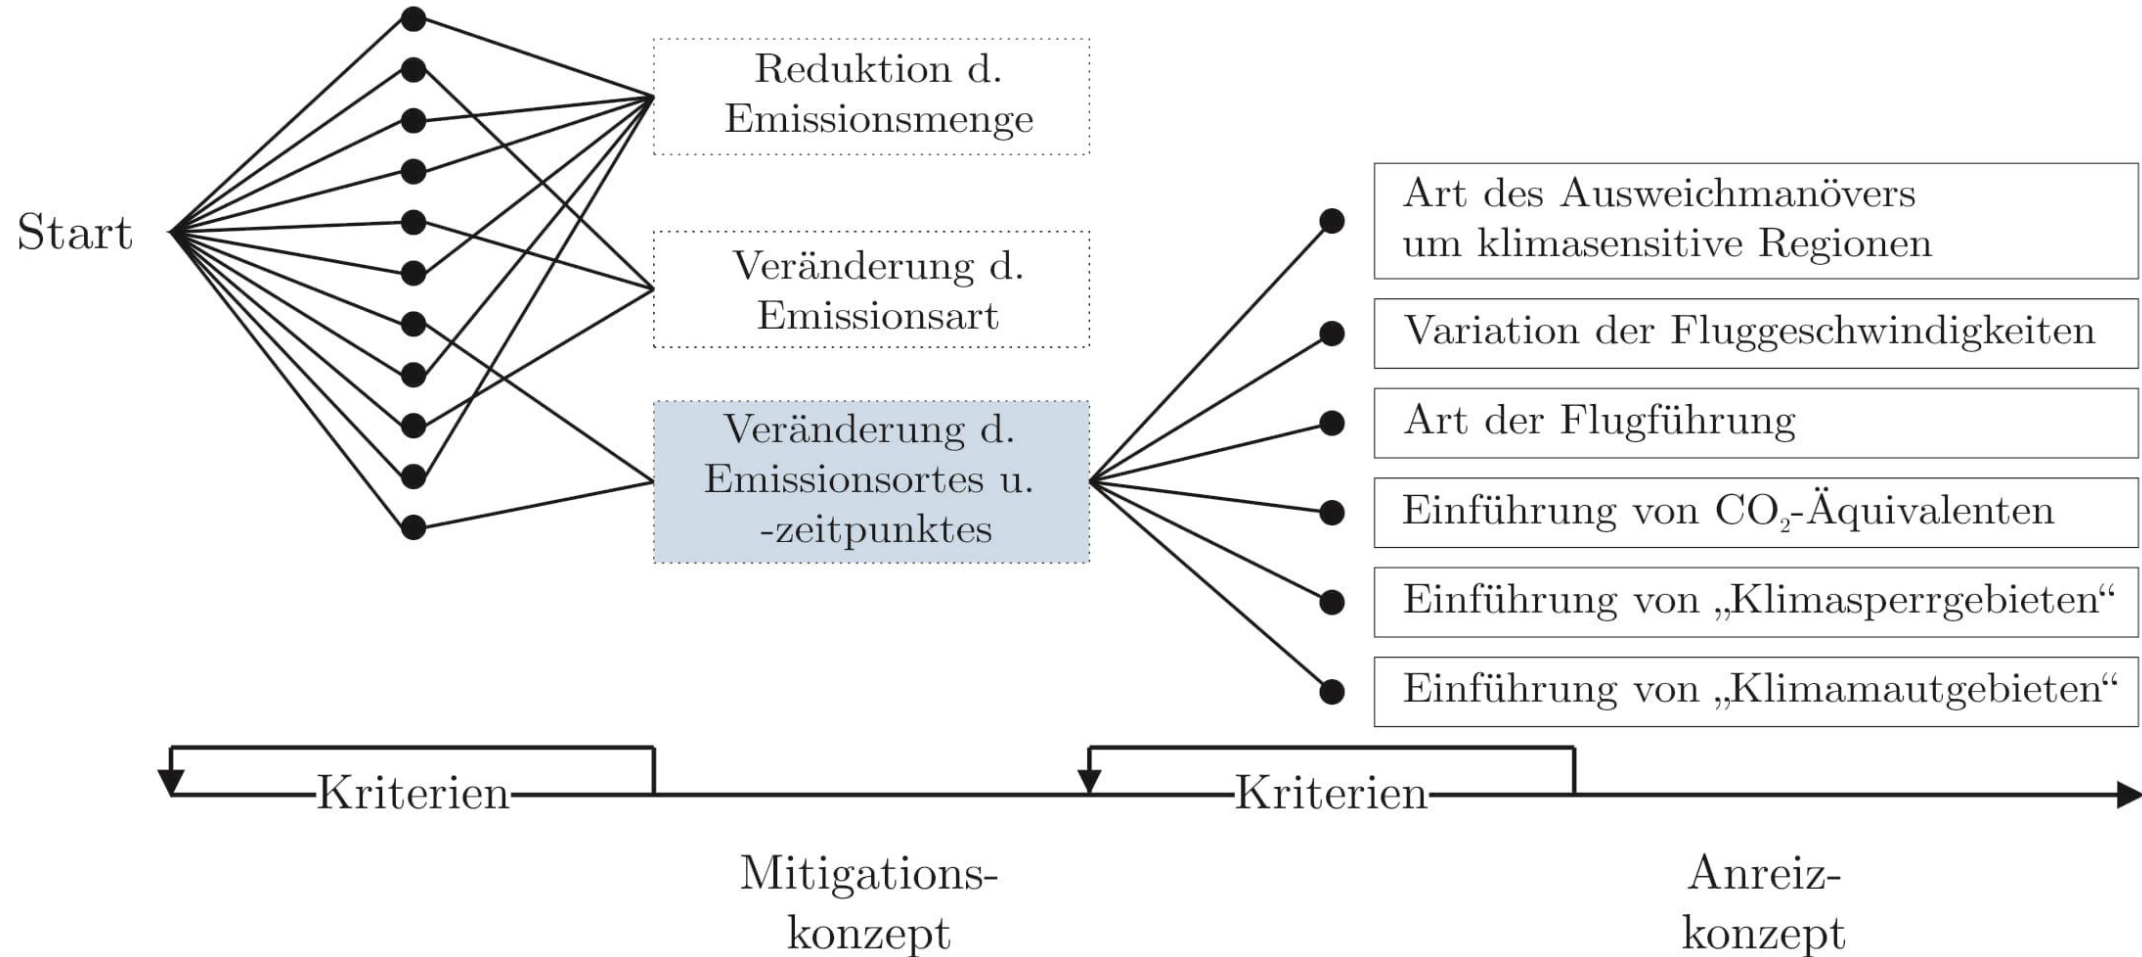 Start
Reduktion d.
Emissionsmenge
Veränderung d.
Emissionsart
Veränderung d.
Emissionsortes u.
-zeitpunktes
Art des Ausweichmanövers
um klimasensitive Regionen
Variation der Fluggeschwindigkeiten
Art der Flugführung
Einführung von CO₂-Äquivalenten
Einführung von „Klimasperrgebieten“
Einführung von „Klimamautgebieten“
Kriterien
Kriterien
Mitigations-
konzept
Anreiz-
konzept